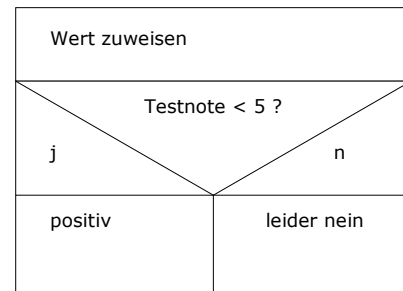 Wert zuweisen
Testnote < 5 ?
j
n
positiv
leider nein